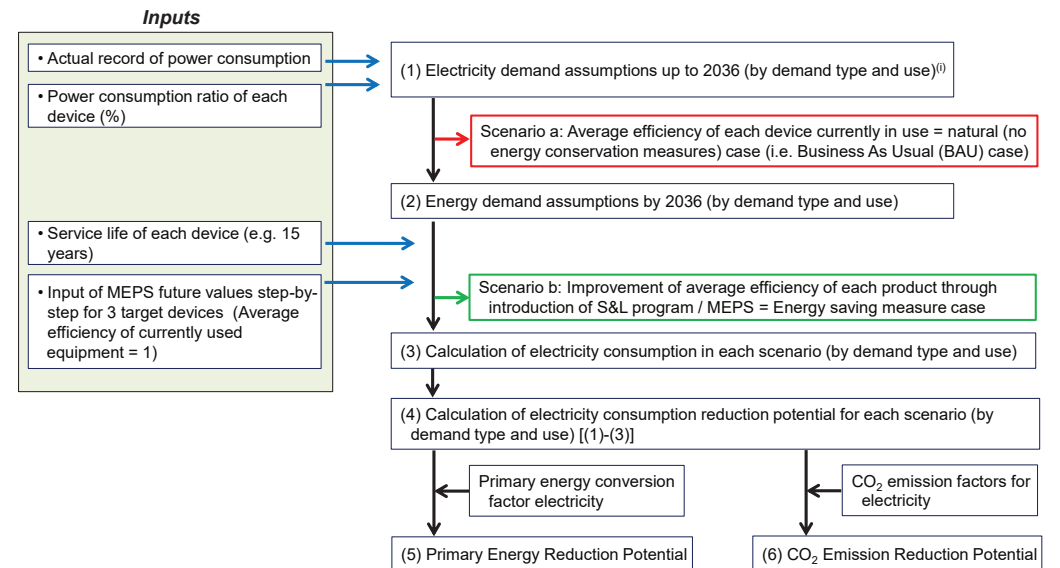 Inputs
• Actual record of power consumption
• Power consumption ratio of each
device (%)
• Service life of each device (e.g. 15
years)
• Input of MEPS future values step-by-
step for 3 target devices (Average
efficiency of currently used
equipment = 1)
(1) Electricity demand assumptions up to 2036 (by demand type and use)(i)
Scenario a: Average efficiency of each device currently in use = natural (no
energy conservation measures) case (i.e. Business As Usual (BAU) case)
(2) Energy demand assumptions by 2036 (by demand type and use)
Scenario b: Improvement of average efficiency of each product through
introduction of S&L program / MEPS = Energy saving measure case
(3) Calculation of electricity consumption in each scenario (by demand type and use)
(4) Calculation of electricity consumption reduction potential for each scenario (by
demand type and use) [(1)-(3)]
Primary energy conversion
factor electricity
CO2 emission factors for
electricity
(5) Primary Energy Reduction Potential
(6) CO2 Emission Reduction Potential